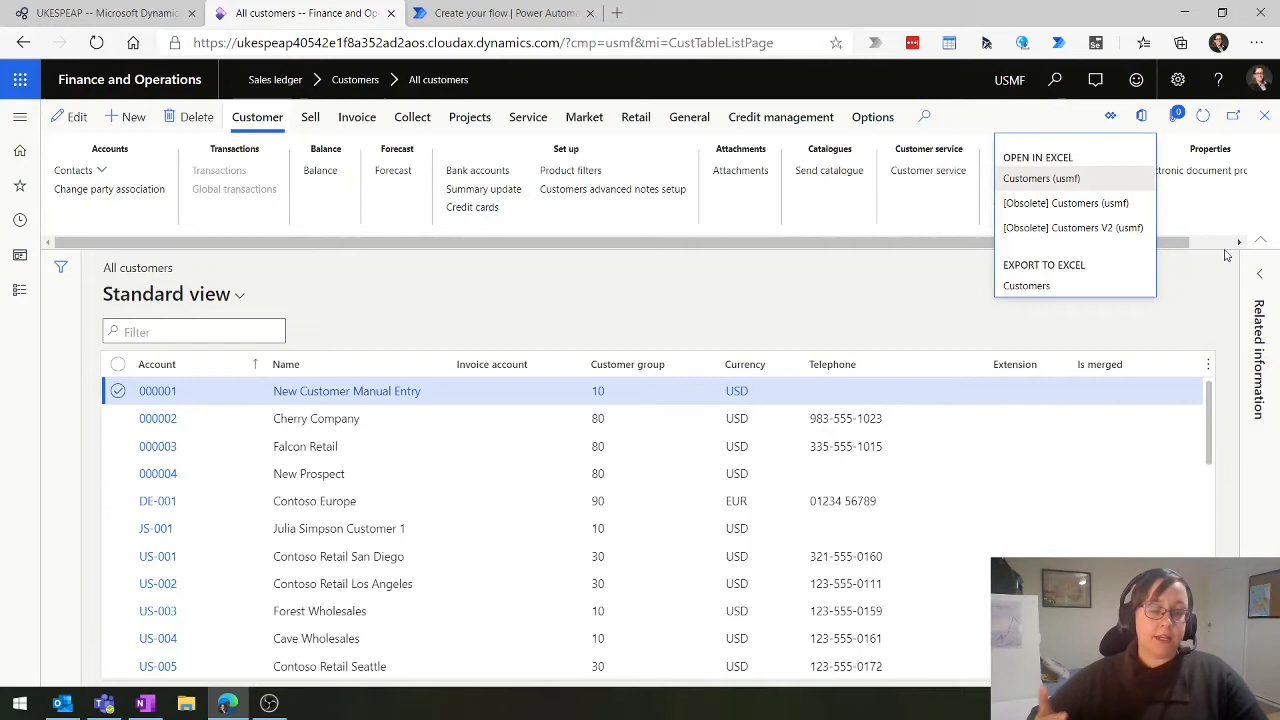 UKESPEAP -- Microsoft Dynamic
All customers -- Finance and Op
Create your flow | Power Automa
https://ukespeap40542e1f8a352ad2aos.cloudax.dynamics.com/?cmp=usmf&mi=CustTableListPage
Finance and Operations
Sales ledger
Customers
All customers
USMF
Edit
New
Delete
Customer
Sell
Invoice
Collect
Projects
Service
Market
Retail
General
Credit management
Options
0
Accounts
Contacts
Change party association
Transactions
Transactions
Global transactions
Balance
Balance
Forecast
Forecast
Set up
Bank accounts
Summary update
Credit cards
Product filters
Customers advanced notes setup
Attachments
Attachments
Catalogues
Send catalogue
Customer service
Customer service
Properties
ctronic document pro
OPEN IN EXCEL
Customers (usmf)
[Obsolete] Customers (usmf)
[Obsolete] Customers V2 (usmf)
EXPORT TO EXCEL
Customers
All customers
Standard view
Filter
Account Name Invoice account Customer group Currency Telephone Extension Is merged
000001 New Customer Manual Entry 10 USD
000002 Cherry Company 80 USD 983-555-1023
000003 Falcon Retail 80 USD 335-555-1015
000004 New Prospect 80 USD
DE-001 Contoso Europe 90 EUR 01234 56789
JS-001 Julia Simpson Customer 1 10 USD
US-001 Contoso Retail San Diego 30 USD 321-555-0160
US-002 Contoso Retail Los Angeles 30 USD 123-555-0111
US-003 Forest Wholesales 10 USD 123-555-0159
US-004 Cave Wholesales 10 USD 123-555-0161
US-005 Contoso Retail Seattle 30 USD 123-555-0172
Related information